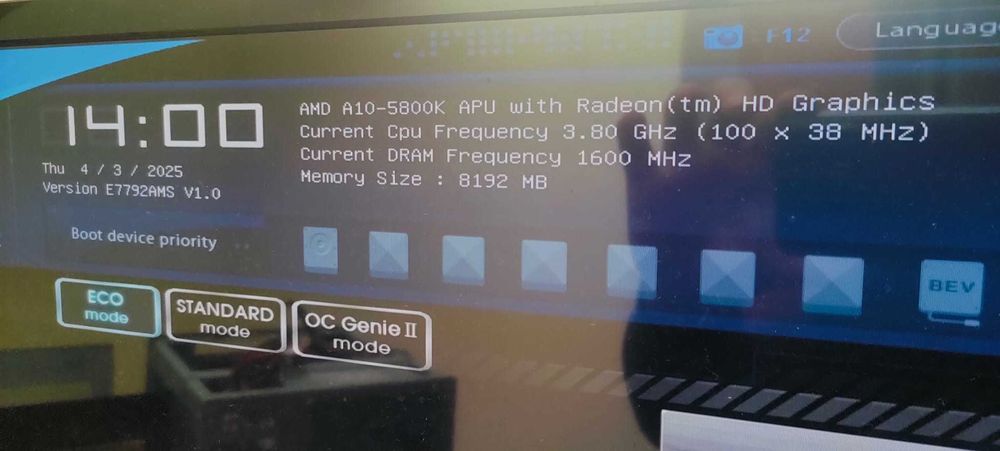 F12
14:00
Thu 4 / 3 / 2025
Version E7792AMS V1.0
AMD A10-5800K APU with Radeon(tm) HD Graphics
Current Cpu Frequency 3.80 GHz (100 x 38 MHz)
Current DRAM Frequency 1600 MHz
Memory Size : 8192 MB
Boot device priority
BEV
ECO
mode
STANDARD
mode
OC Genie II
mode